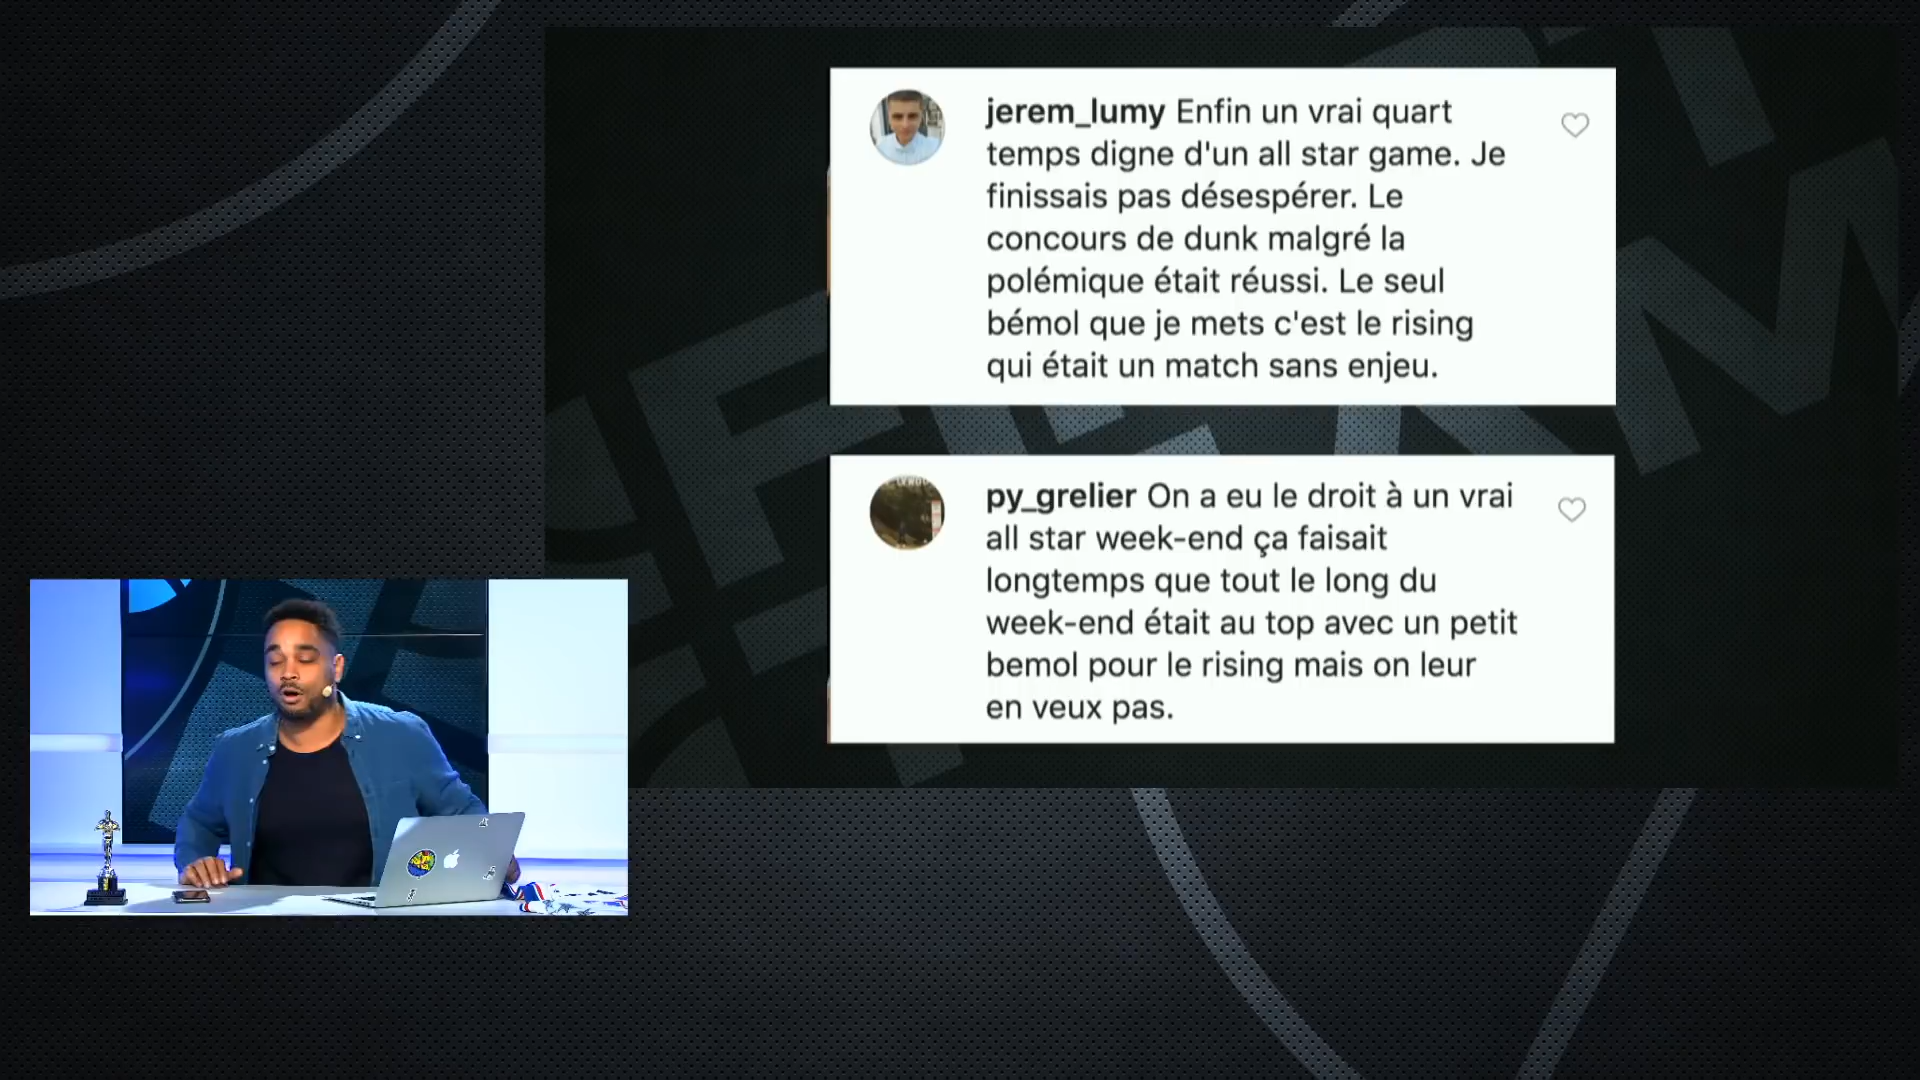 jerem_lumy Enfin un vrai quart
temps digne d'un all star game. Je
finissais pas désespérer. Le
concours de dunk malgré la
polémique était réussi. Le seul
bémol que je mets c'est le rising
qui était un match sans enjeu.
py_grelier On a eu le droit à un vrai
all star week-end ça faisait
longtemps que tout le long du
week-end était au top avec un petit
bemol pour le rising mais on leur
en veux pas.